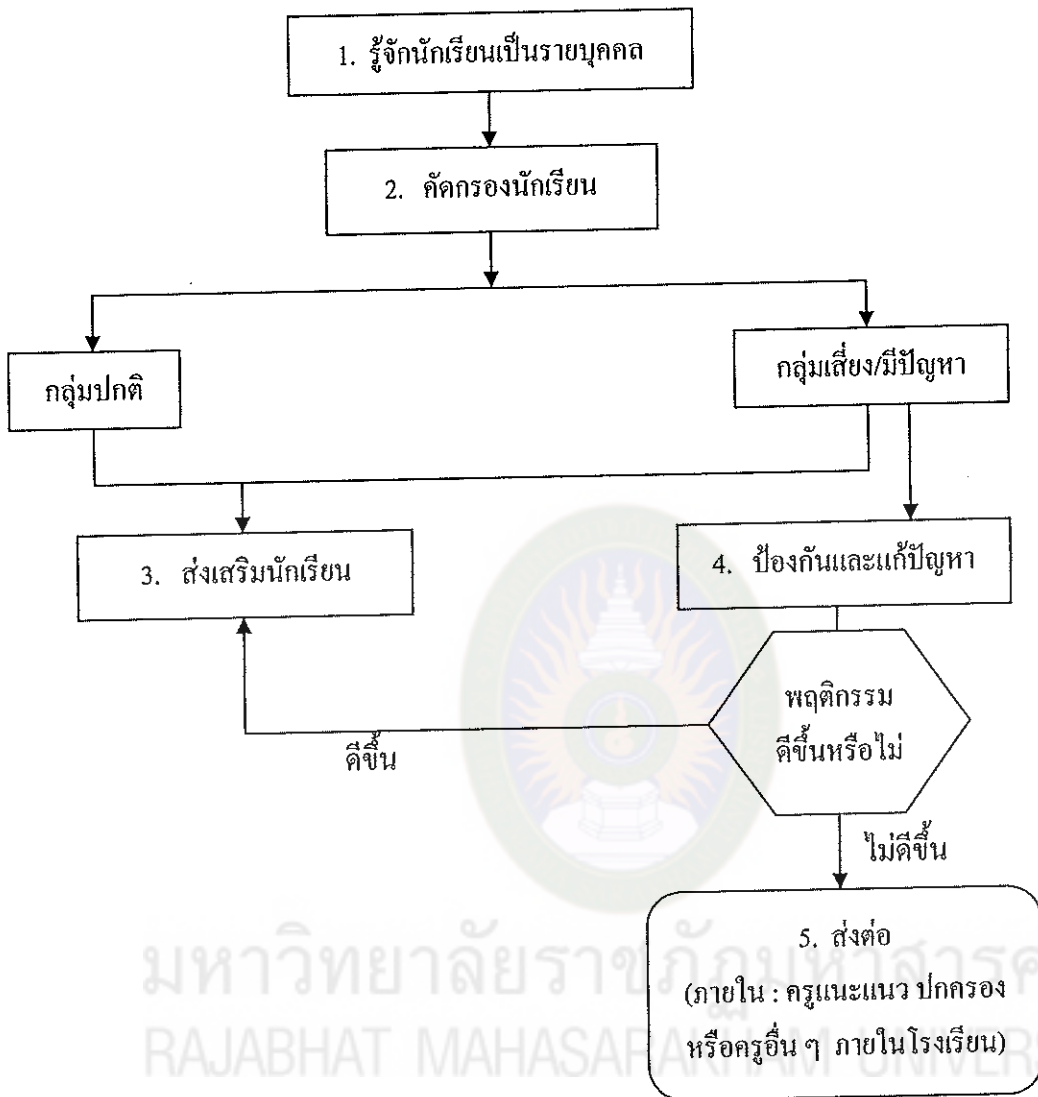 1. รู้จักนักเรียนเป็นรายบุคคล
2. คัดกรองนักเรียน
กลุ่มปกติ
กลุ่มเสี่ยง/มีปัญหา
3. ส่งเสริมนักเรียน
4. ป้องกันและแก้ปัญหา
พฤติกรรม
ดีขึ้นหรือไม่
ดีขึ้น
ไม่ดีขึ้น
5. ส่งต่อ
(ภายใน : ครูแนะแนว ปกครอง
หรือครูอื่น ๆ ภายในโรงเรียน)
มหาวิทยาลัยราชภัฏมหาสารค
RAJABHAT MAHASARAKHAM UNIVERS